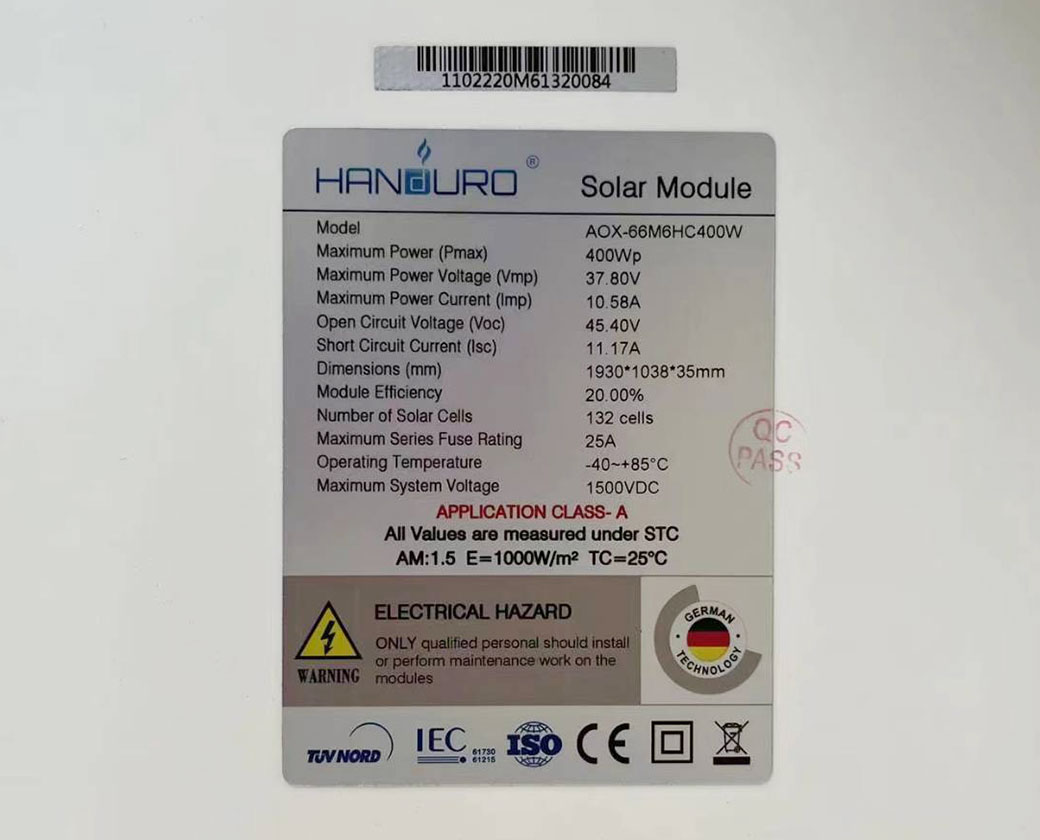 1102220M61320084
HANDURO ®
Solar Module
Model AOX-66M6HC400W
Maximum Power (Pmax) 400Wp
Maximum Power Voltage (Vmp) 37.80V
Maximum Power Current (Imp) 10.58A
Open Circuit Voltage (Voc) 45.40V
Short Circuit Current (Isc) 11.17A
Dimensions (mm) 1930*1038*35mm
Module Efficiency 20.00%
Number of Solar Cells 132 cells
Maximum Series Fuse Rating 25A
Operating Temperature -40~+85°C
Maximum System Voltage 1500VDC
QC
PASS
APPLICATION CLASS- A
All Values are measured under STC
AM:1.5 E=1000W/m² TC=25°C
WARNING
ELECTRICAL HAZARD
ONLY qualified personal should install
or perform maintenance work on the
modules
GERMAN
TECHNOLOGY
TÜV NORD
IEC 61730
61215
ISO
CE